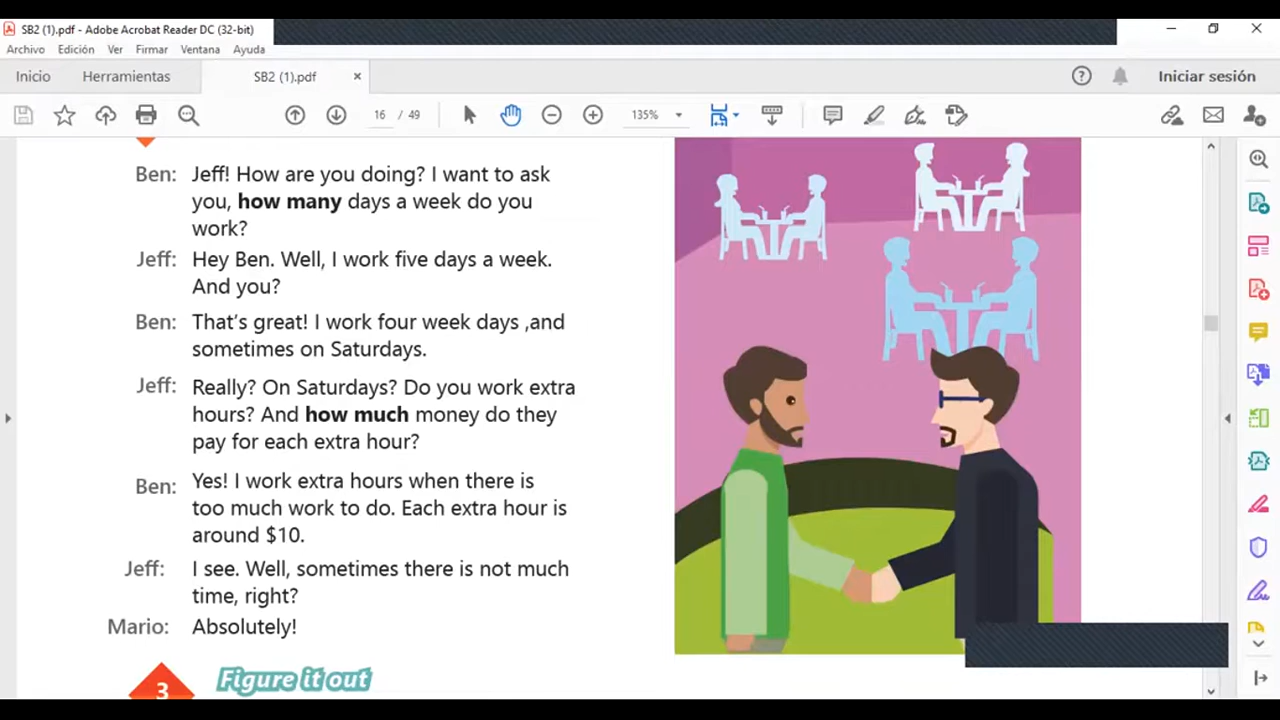 SB2 (1).pdf - Adobe Acrobat Reader DC (32-bit)
Archivo Edición Ver Firmar Ventana Ayuda
Inicio Herramientas SB2 (1).pdf × Iniciar sesión
16 / 49 135%
Ben: Jeff! How are you doing? I want to ask
you, how many days a week do you
work?
Jeff: Hey Ben. Well, I work five days a week.
And you?
Ben: That's great! I work four week days ,and
sometimes on Saturdays.
Jeff: Really? On Saturdays? Do you work extra
hours? And how much money do they
pay for each extra hour?
Ben: Yes! I work extra hours when there is
too much work to do. Each extra hour is
around $10.
Jeff: I see. Well, sometimes there is not much
time, right?
Mario: Absolutely!
3 Figure it out